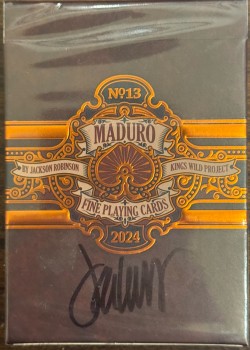 Nº13
MADURO
BY JACKSON ROBINSON
KINGS WILD PROJECT
FINE PLAYING CARDS
2024